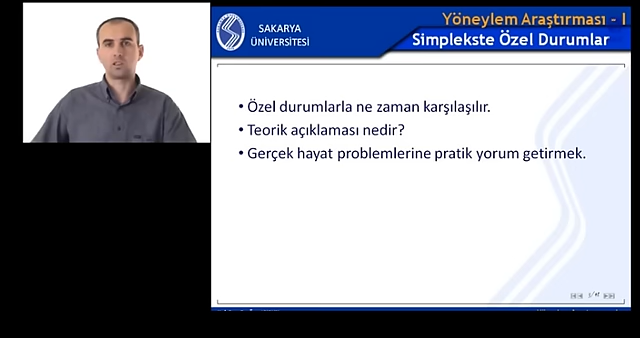 Yöneylem Araştırması - I
SAKARYA
ÜNİVERSİTESİ
Simplekste Özel Durumlar
• Özel durumlarla ne zaman karşılaşılır.
• Teorik açıklaması nedir?
• Gerçek hayat problemlerine pratik yorum getirmek.